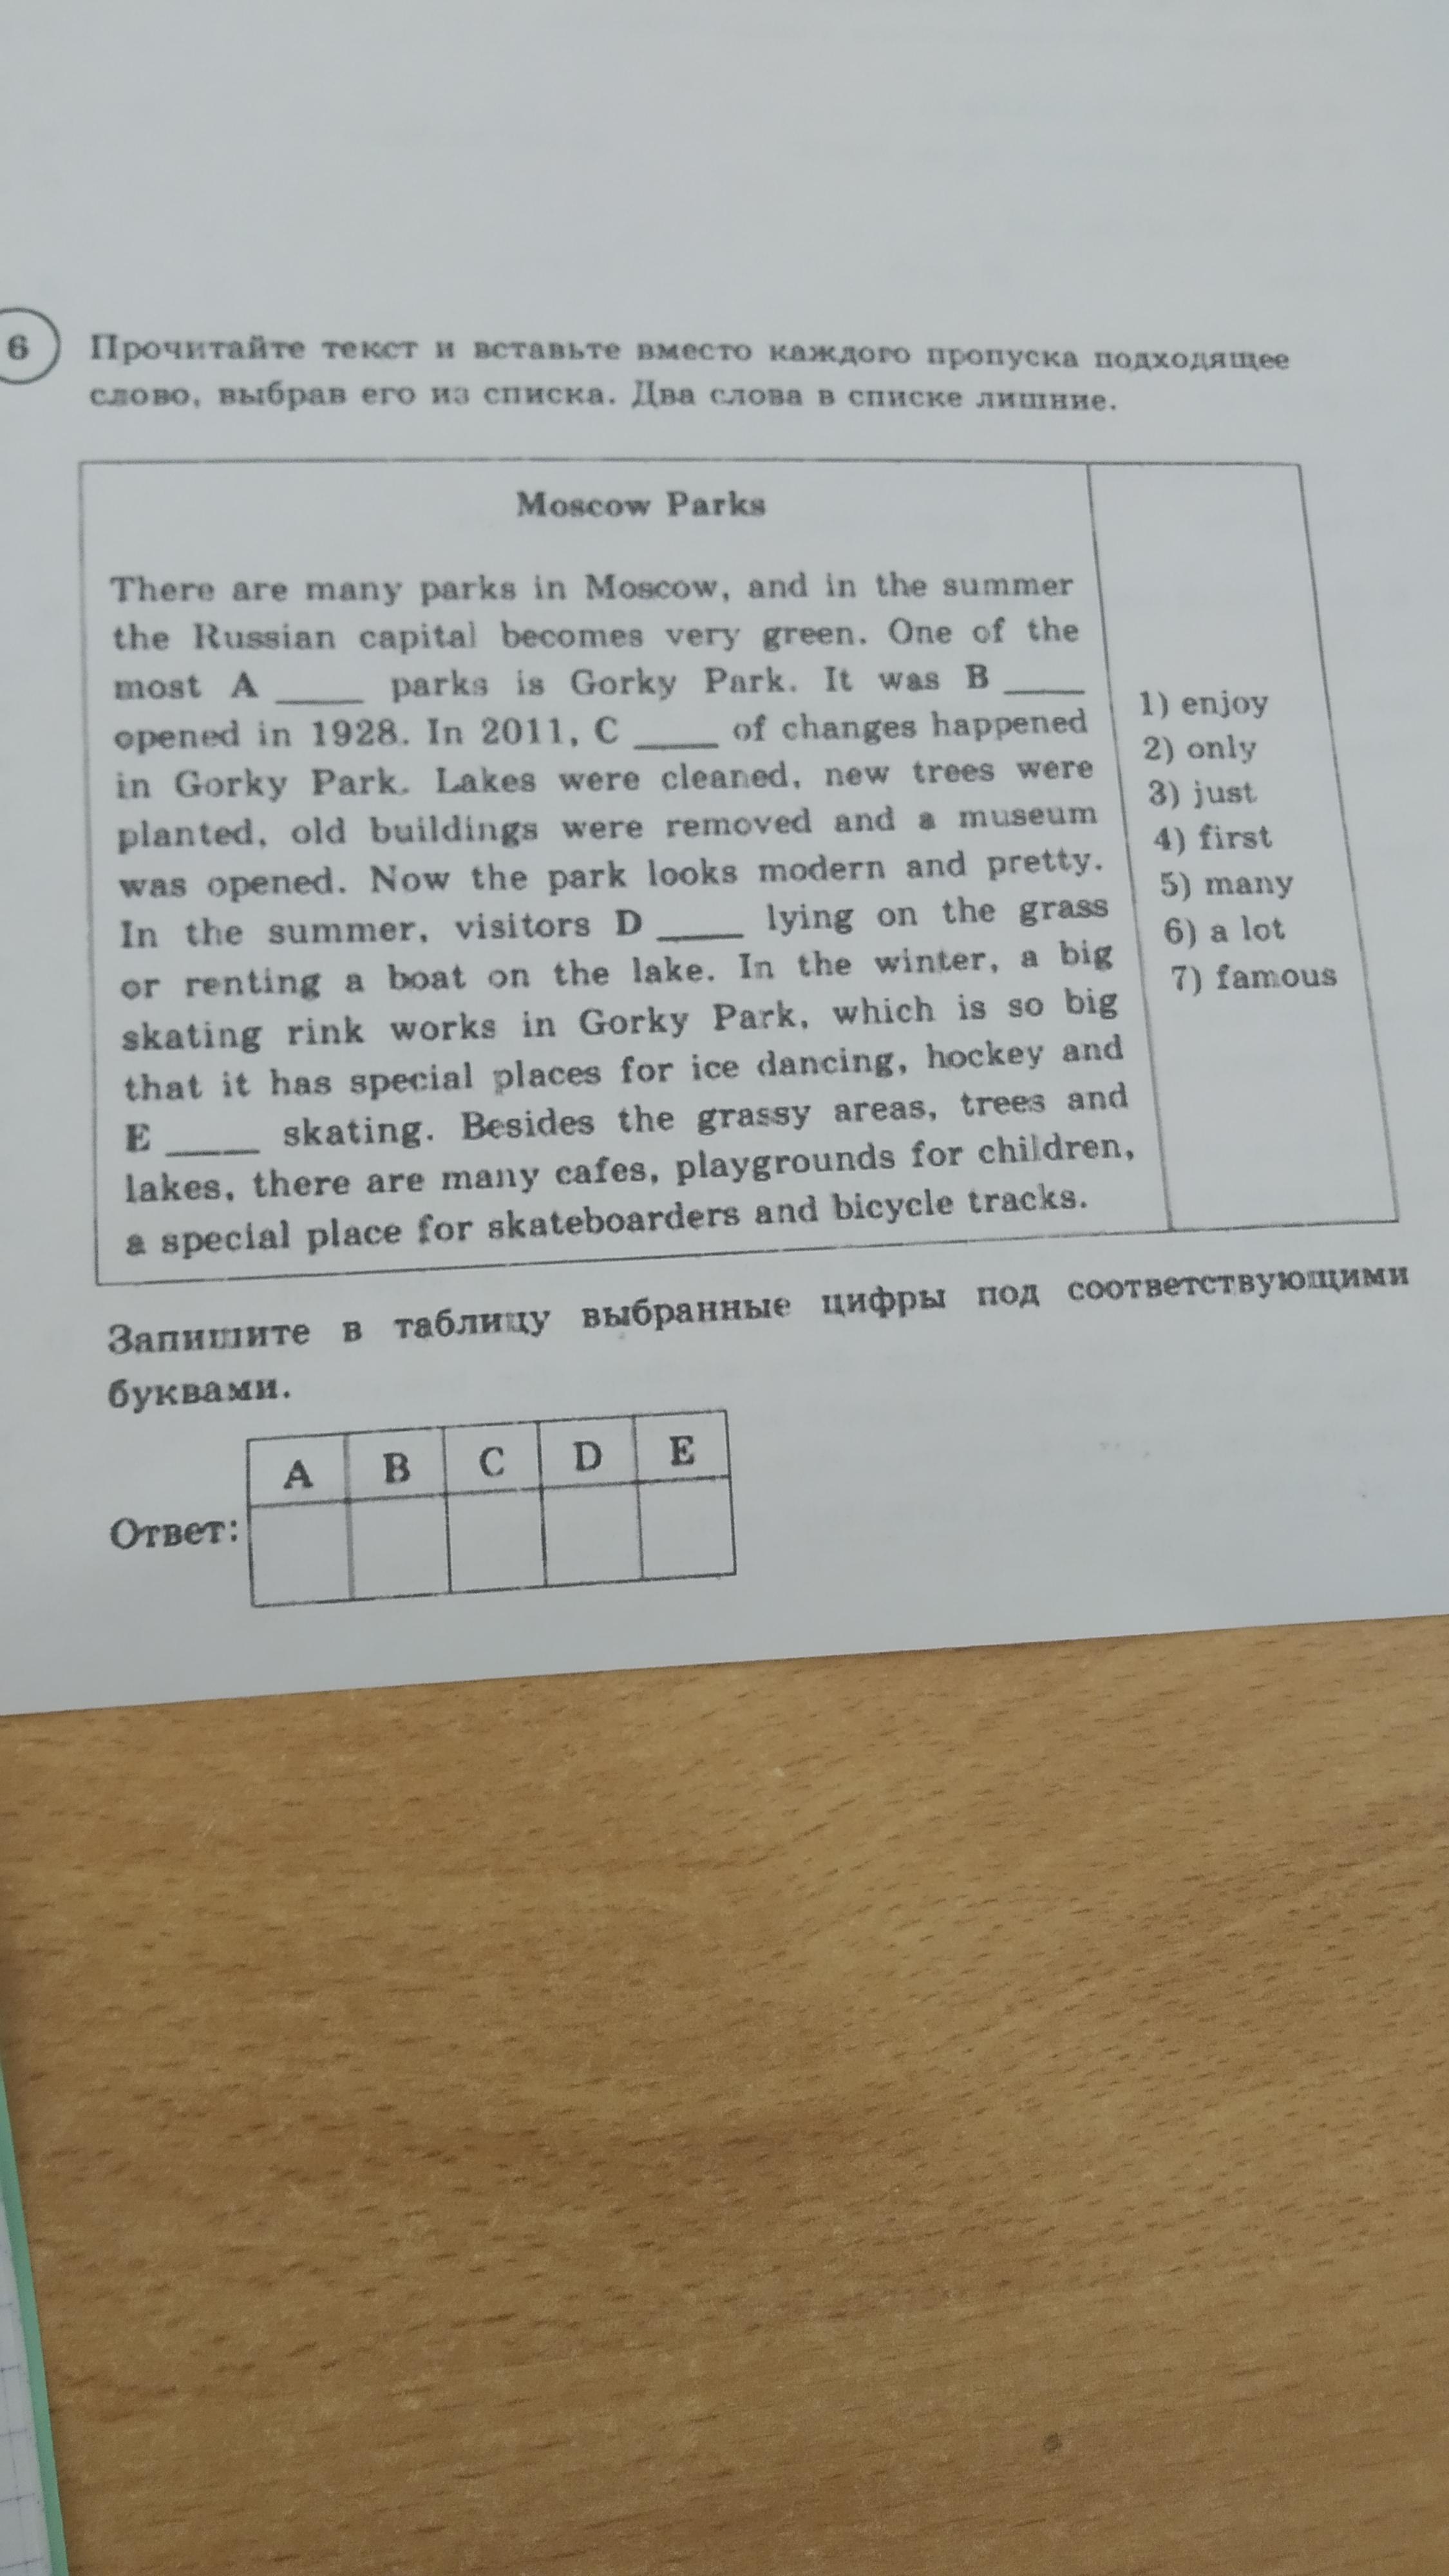 6
Прочитайте текст и вставьте вместо каждого пропуска подходящее
слово, выбрав его из списка. Два слова в списке лишние.
Moscow Parks
There are many parks in Moscow, and in the summer
the Russian capital becomes very green. One of the
most A ____ parks is Gorky Park. It was B ____
opened in 1928. In 2011, C ____ of changes happened
in Gorky Park. Lakes were cleaned, new trees were
planted, old buildings were removed and a museum
was opened. Now the park looks modern and pretty.
In the summer, visitors D ____ lying on the grass
or renting a boat on the lake. In the winter, a big
skating rink works in Gorky Park, which is so big
that it has special places for ice dancing, hockey and
E ____ skating. Besides the grassy areas, trees and
lakes, there are many cafes, playgrounds for children,
a special place for skateboarders and bicycle tracks.
1) enjoy
2) only
3) just
4) first
5) many
6) a lot
7) famous
Запишите в таблицу выбранные цифры под соответствующими
буквами.
A B C D E
Ответ: